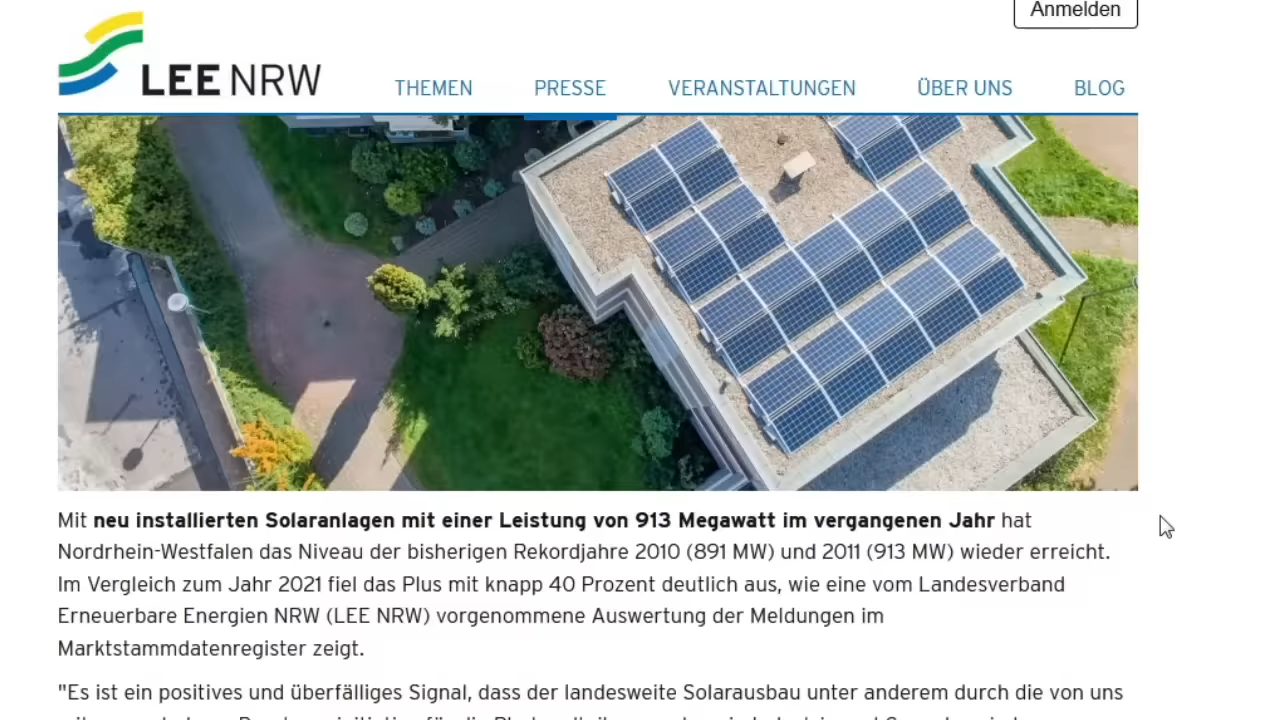 Anmelden
LEE NRW
THEMEN PRESSE VERANSTALTUNGEN ÜBER UNS BLOG
Mit neu installierten Solaranlagen mit einer Leistung von 913 Megawatt im vergangenen Jahr hat
Nordrhein-Westfalen das Niveau der bisherigen Rekordjahre 2010 (891 MW) und 2011 (913 MW) wieder erreicht.
Im Vergleich zum Jahr 2021 fiel das Plus mit knapp 40 Prozent deutlich aus, wie eine vom Landesverband
Erneuerbare Energien NRW (LEE NRW) vorgenommene Auswertung der Meldungen im
Marktstammdatenregister zeigt.
"Es ist ein positives und überfälliges Signal, dass der landesweite Solarausbau unter anderem durch die von uns